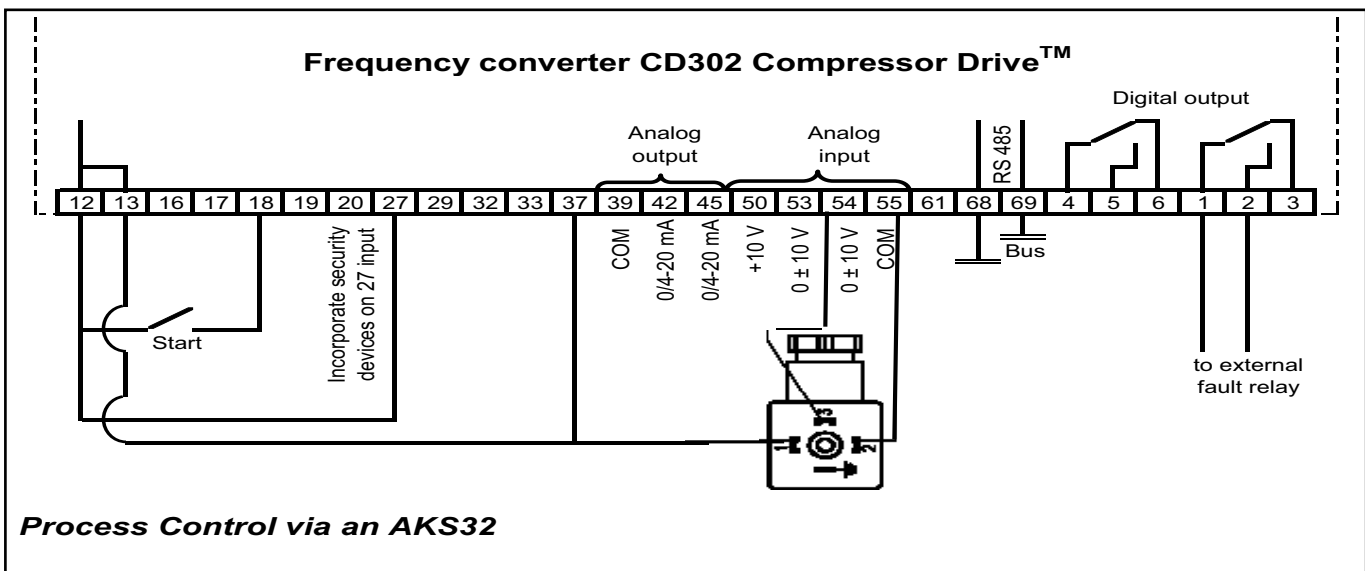 Frequency converter CD302 Compressor Drive™
Digital output
Analog
output
Analog
input
RS 485
12 13 16 17 18 19 20 27 29 32 33 37 39 42 45 50 53 54 55 61 68 69 4 5 6 1 2 3
Incorporate security
devices on 27 input
COM
0/4-20 mA
0/4-20 mA
+10 V
0 ± 10 V
0 ± 10 V
COM
Bus
Start
to external
fault relay
1
3
2
Process Control via an AKS32